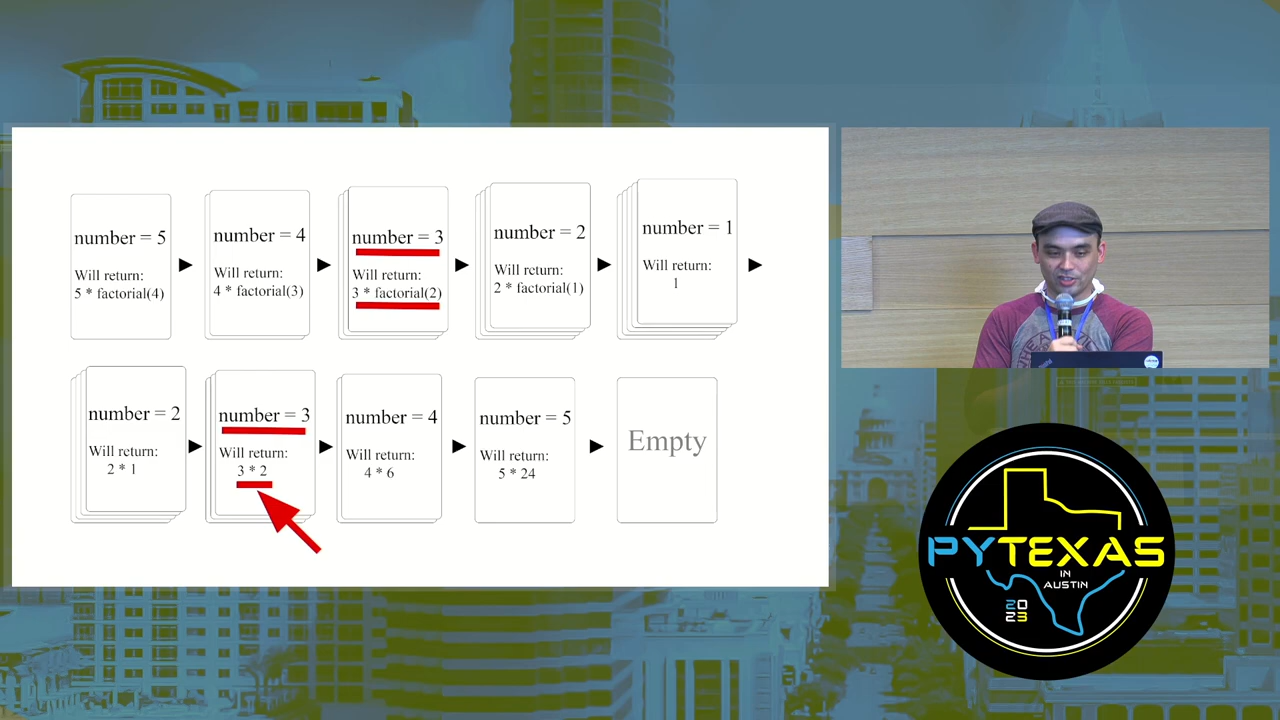 number = 5
Will return:
5 * factorial(4)
number = 4
Will return:
4 * factorial(3)
number = 3
Will return:
3 * factorial(2)
number = 2
Will return:
2 * factorial(1)
number = 1
Will return:
1
number = 2
Will return:
2 * 1
number = 3
Will return:
3 * 2
number = 4
Will return:
4 * 6
number = 5
Will return:
5 * 24
Empty
PYTEXAS
IN
AUSTIN
20
23